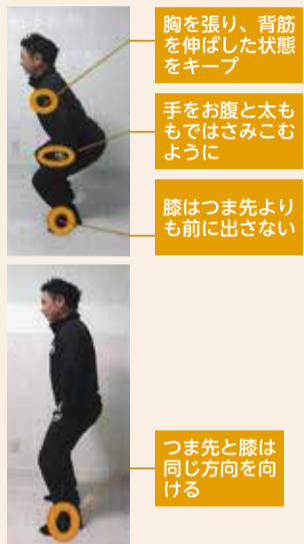 胸を張り、背筋
を伸ばした状態
をキープ
手をお腹と太も
もではさみこむ
ように
膝はつま先より
も前に出さない
つま先と膝は
同じ方向を向
ける